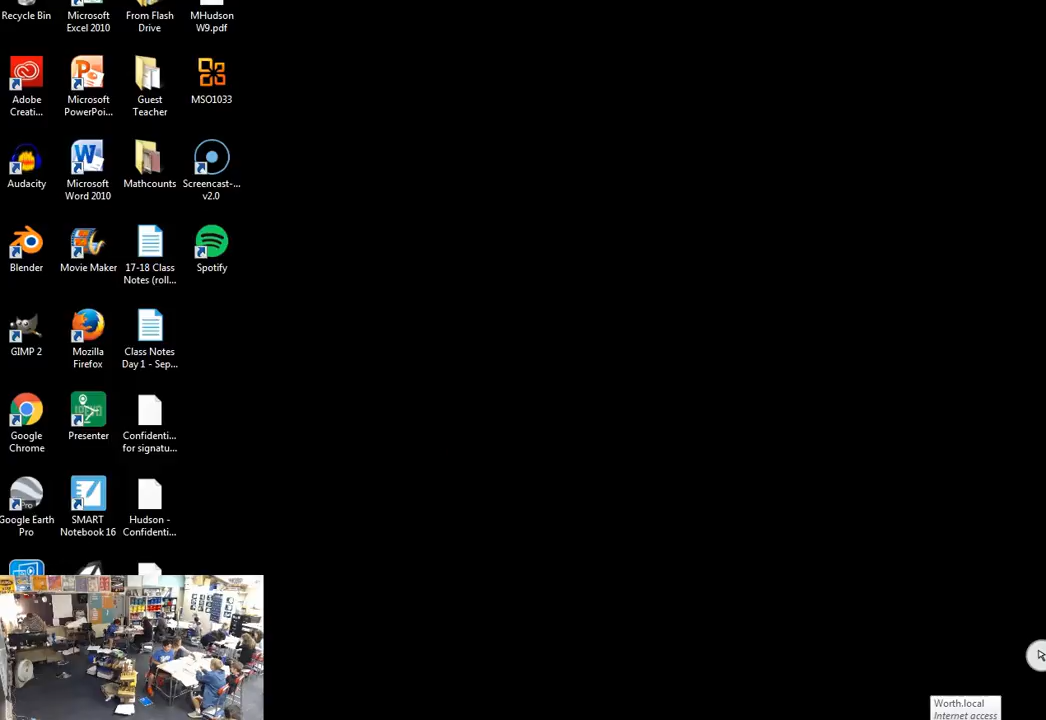 Recycle Bin
Microsoft
Excel 2010
From Flash
Drive
MHudson
W9.pdf
Adobe
Creati...
Microsoft
PowerPoi...
Guest
Teacher
MSO1033
Audacity
Microsoft
Word 2010
Mathcounts
Screencast-...
v2.0
Blender
Movie Maker
17-18 Class
Notes (roll...
Spotify
GIMP 2
Mozilla
Firefox
Class Notes
Day 1 - Sep...
Google
Chrome
Presenter
Confidenti...
for signatu...
Google Earth
Pro
SMART
Notebook 16
Hudson -
Confidenti...
Worth.local
Internet access